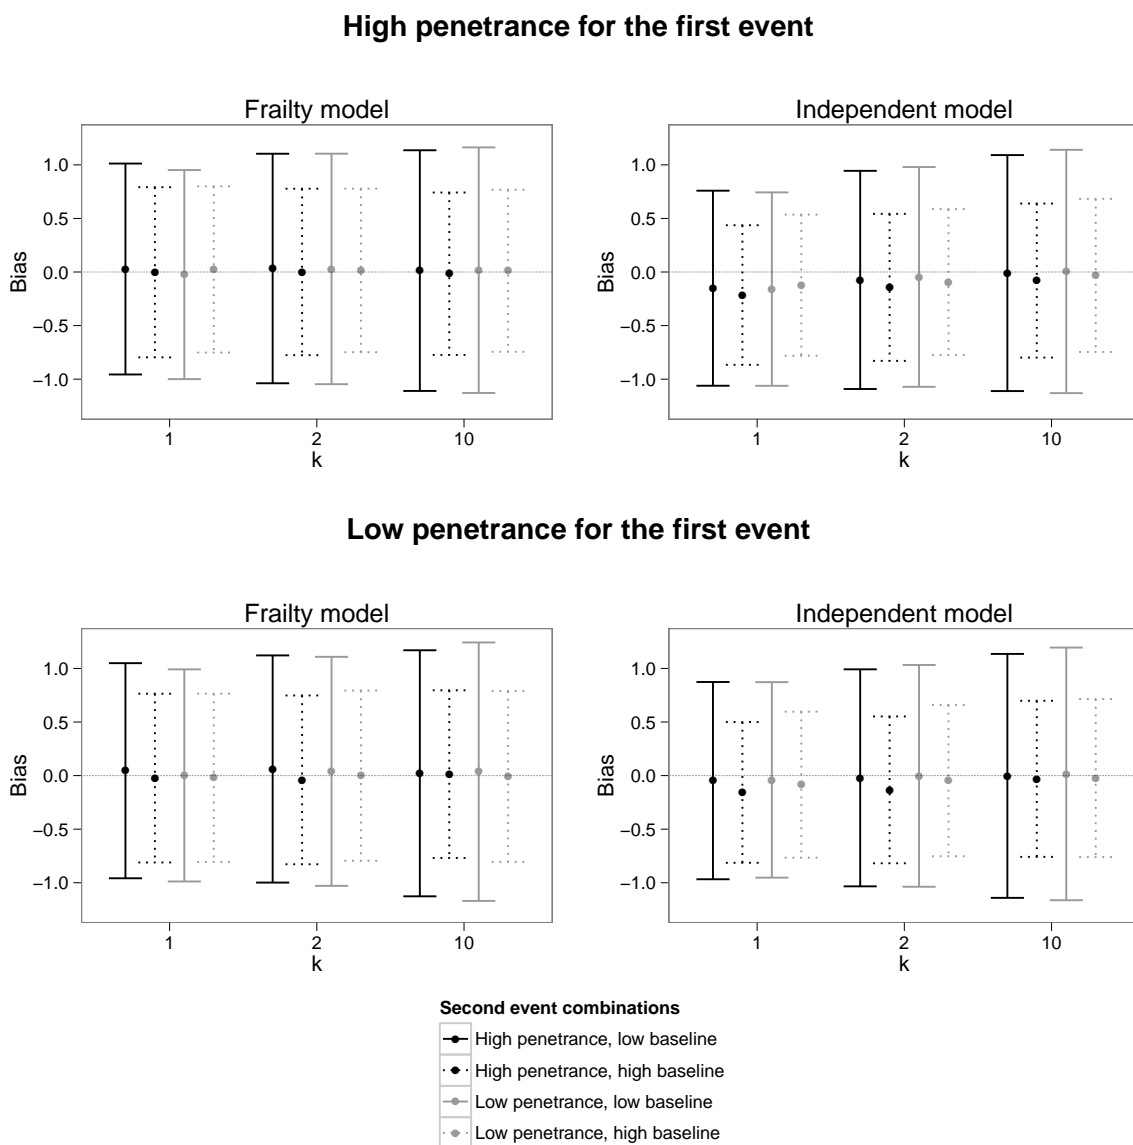 High penetrance for the first event
Frailty model
Independent model
Bias
1.0
0.5
0.0
−0.5
−1.0
1
2
10
k
Bias
1.0
0.5
0.0
−0.5
−1.0
1
2
10
k
Low penetrance for the first event
Frailty model
Independent model
Bias
1.0
0.5
0.0
−0.5
−1.0
1
2
10
k
Bias
1.0
0.5
0.0
−0.5
−1.0
1
2
10
k
Second event combinations
High penetrance, low baseline
High penetrance, high baseline
Low penetrance, low baseline
Low penetrance, high baseline